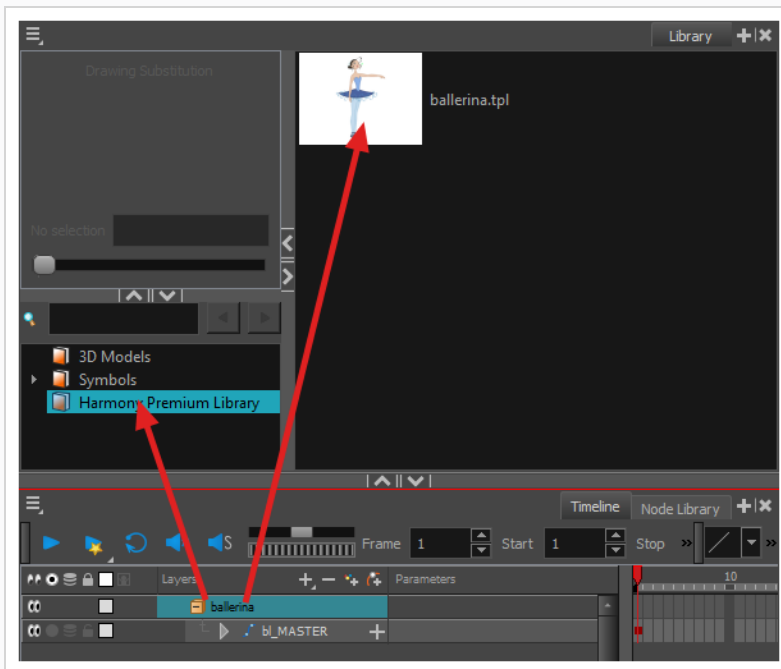 Library
Drawing Substitution
ballerina.tpl
No selection
3D Models
Symbols
Harmony Premium Library
Timeline
Node Library
S
Frame 1
Start 1
Stop
Layers
Parameters
10
ballerina
bl_MASTER